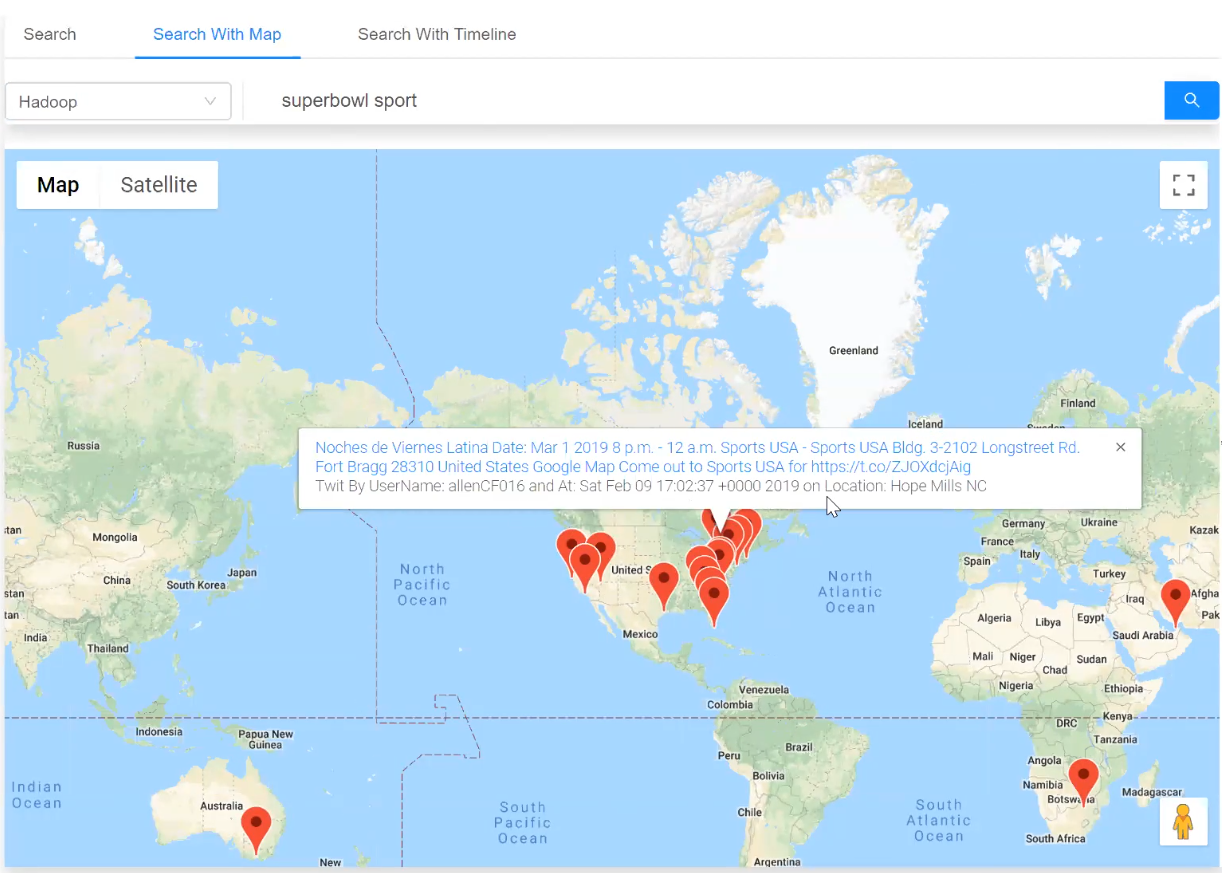 Search
Search With Map
Search With Timeline
Hadoop
superbowl sport
Map
Satellite
Greenland
Finland
Iceland
Russia
Noches de Viernes Latina Date: Mar 1 2019 8 p.m. - 12 a.m. Sports USA - Sports USA Bldg. 3-2102 Longstreet Rd.
Fort Bragg 28310 United States Google Map Come out to Sports USA for https://t.co/ZJOXdcjAig
Twit By UserName: allenCF016 and At: Sat Feb 09 17:02:37 +0000 2019 on Location: Hope Mills NC
Germany
Ukraine
stan
Mongolia
Kazak
France
Italy
Spain
Turkey
North
Pacific
Ocean
United S
North
Atlantic
Ocean
China
Japan
South Korea
stan
Iraq
Afgha
tan
Pak
Algeria
Libya
Egypt
India
Mexico
Saudi Arabia
Thailand
Mali
Niger
Chad
Sudan
Nigeria
Ethiopia
Venezuela
Colombia
Indonesia
Papua New
Guinea
DRC
Kenya
Tanzania
Peru
Brazil
Angola
Bolivia
Indian
Ocean
Namibia
Botswana
Madagascar
Australia
South
Pacific
Ocean
Chile
South
Atlantic
Ocean
South Africa
New
Argentina